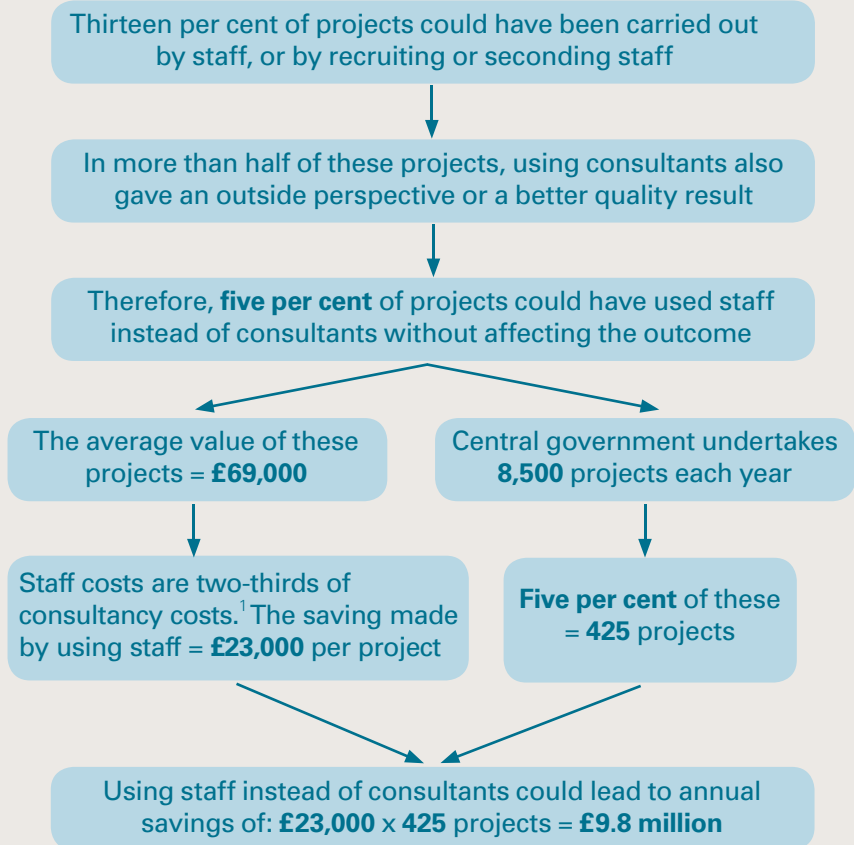 Thirteen per cent of projects could have been carried out
by staff, or by recruiting or seconding staff
In more than half of these projects, using consultants also
gave an outside perspective or a better quality result
Therefore, five per cent of projects could have used staff
instead of consultants without affecting the outcome
The average value of these
projects = £69,000
Central government undertakes
8,500 projects each year
Staff costs are two-thirds of
consultancy costs.¹ The saving made
by using staff = £23,000 per project
Five per cent of these
= 425 projects
Using staff instead of consultants could lead to annual
savings of: £23,000 x 425 projects = £9.8 million